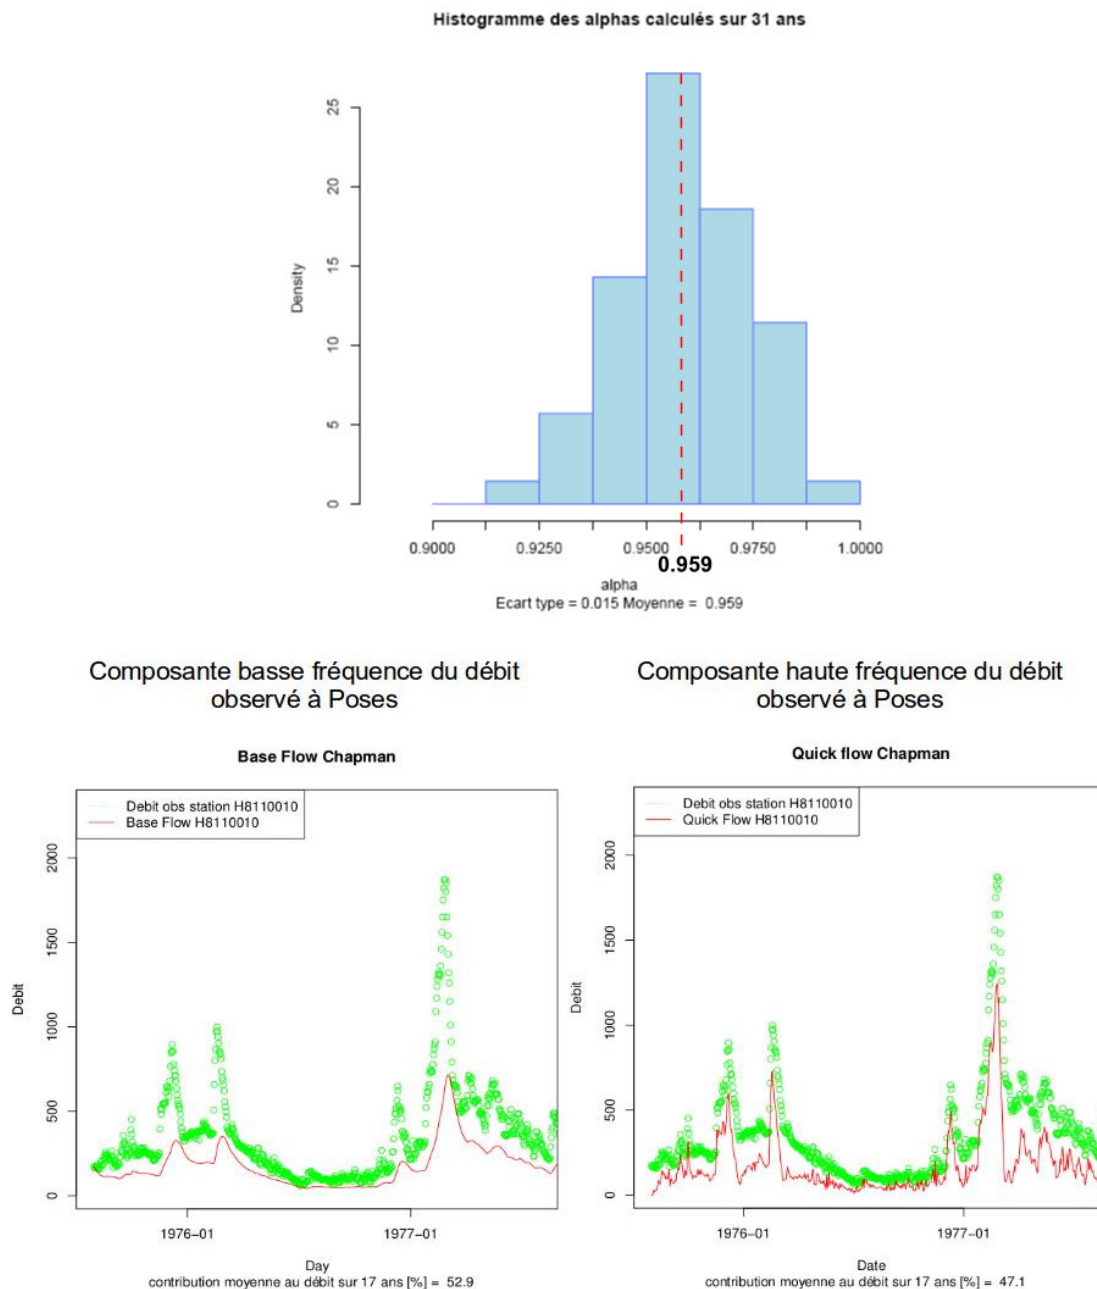 Histogramme des alphas calculés sur 31 ans
Density
0
5
10
15
20
25
0.9000
0.9250
0.9500
0.9750
1.0000
0.959
alpha
Ecart type = 0.015 Moyenne = 0.959
Composante basse fréquence du débit
observé à Poses
Base Flow Chapman
Debit obs station H8110010
Base Flow H8110010
Debit
0
500
1000
1500
2000
1976-01
1977-01
Day
contribution moyenne au débit sur 17 ans [%] = 52.9
Composante haute fréquence du débit
observé à Poses
Quick flow Chapman
Debit obs station H8110010
Quick Flow H8110010
Debit
0
500
1000
1500
2000
1976-01
1977-01
Date
contribution moyenne au débit sur 17 ans [%] = 47.1